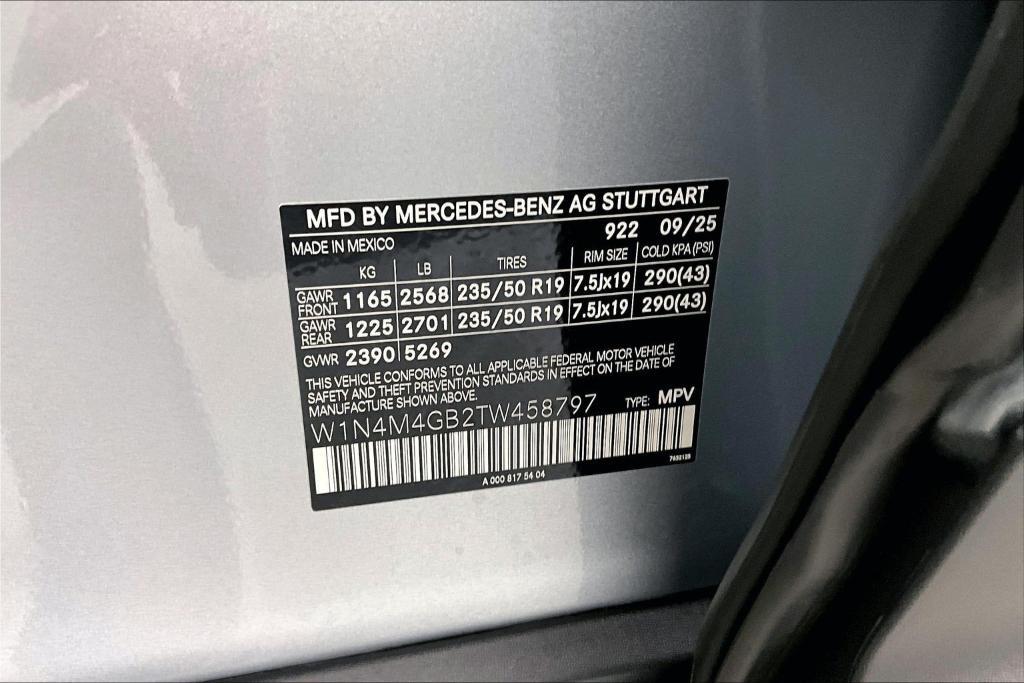 MFD BY MERCEDES-BENZ AG STUTTGART
MADE IN MEXICO 922 09/25
KG LB TIRES RIM SIZE COLD KPA (PSI)
GAWR FRONT 1165 2568 235/50 R19 7.5Jx19 290(43)
GAWR REAR 1225 2701 235/50 R19 7.5Jx19 290(43)
GVWR 2390 5269
THIS VEHICLE CONFORMS TO ALL APPLICABLE FEDERAL MOTOR VEHICLE
SAFETY AND THEFT PREVENTION STANDARDS IN EFFECT ON THE DATE OF
MANUFACTURE SHOWN ABOVE.
W1N4M4GB2TW458797 TYPE: MPV
A 000 817 54 04